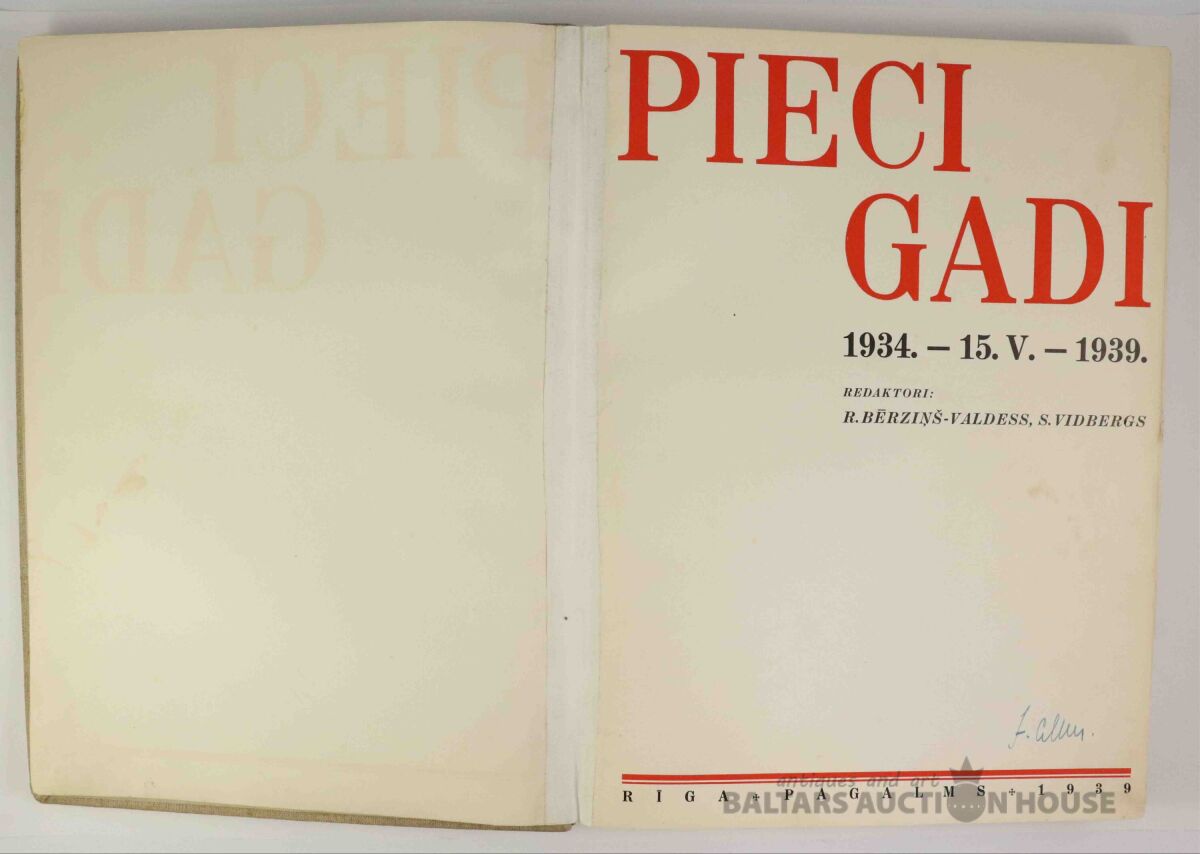 PIECI
GADI
1934. – 15. V. – 1939.
REDAKTORI:
R. BĒRZIŅŠ-VALDESS, S. VIDBERGS
RĪGA + PAGALMS + 1939
antiques and art
BALTARS AUCTION HOUSE